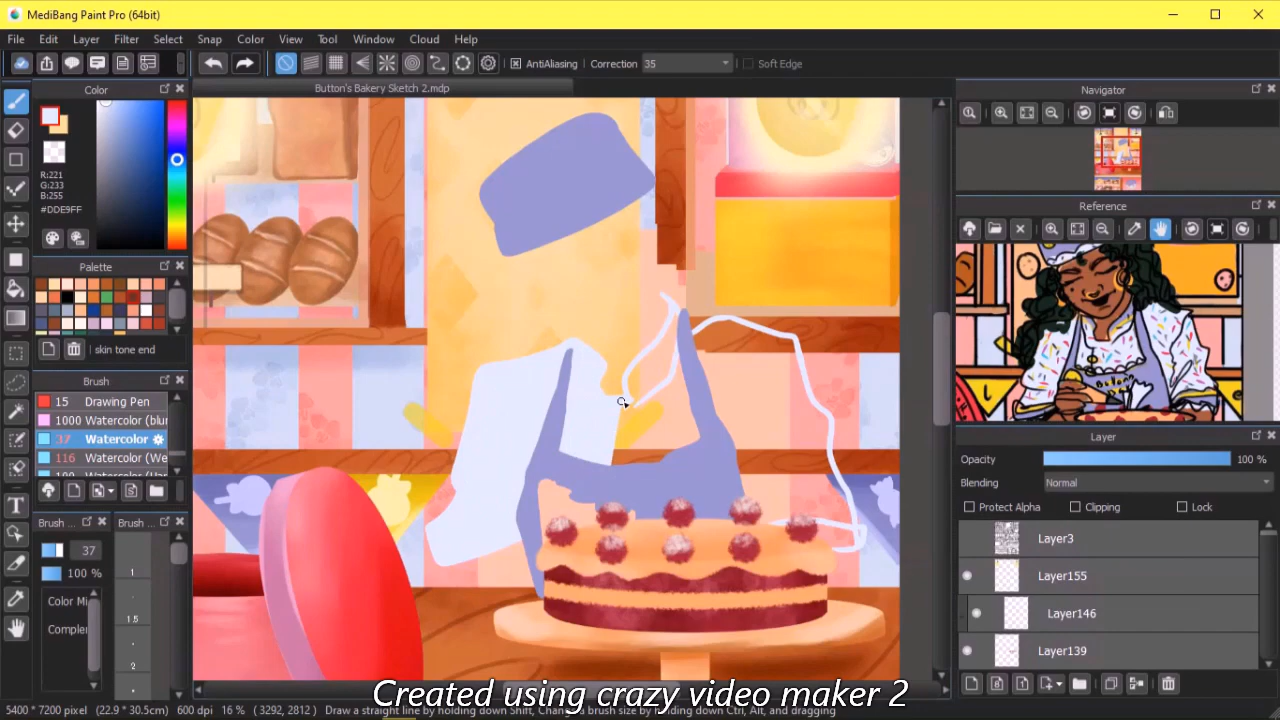 MediBang Paint Pro (64bit)
File Edit Layer Filter Select Snap Color View Tool Window Cloud Help
AntiAliasing Correction 35 Soft Edge
Color
Button's Bakery Sketch 2.mdp
Navigator
R:221
G:233
B:255
#DDE9FF
Reference
Palette
skin tone end
Brush
15 Drawing Pen
1000 Watercolor (blur
37 Watercolor
116 Watercolor (We
Layer
Opacity 100 %
Blending Normal
Protect Alpha Clipping Lock
Layer3
Layer155
Layer146
Layer139
Brush ... Brush ...
37
100 %
Color Mi
Compler
1
1.5
2
Created using crazy video maker 2
5400 * 7200 pixel (22.9 * 30.5cm) 600 dpi 16 % ( 3292, 2812 ) Draw a straight line by holding down Shift, Change a brush size by holding down Ctrl, Alt, and dragging